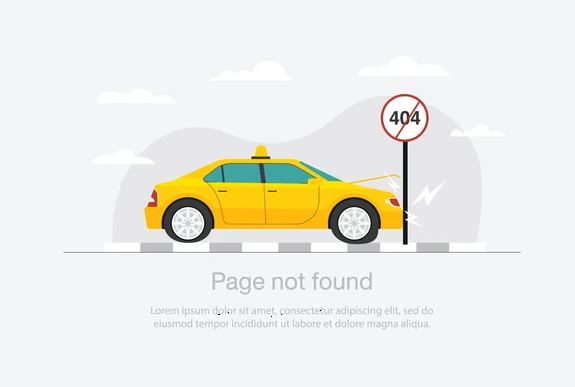 404
Page not found
Lorem ipsum dolor sit amet, consectetur adipiscing elit, sed do
eiusmod tempor incididunt ut labore et dolore magna aliqua.